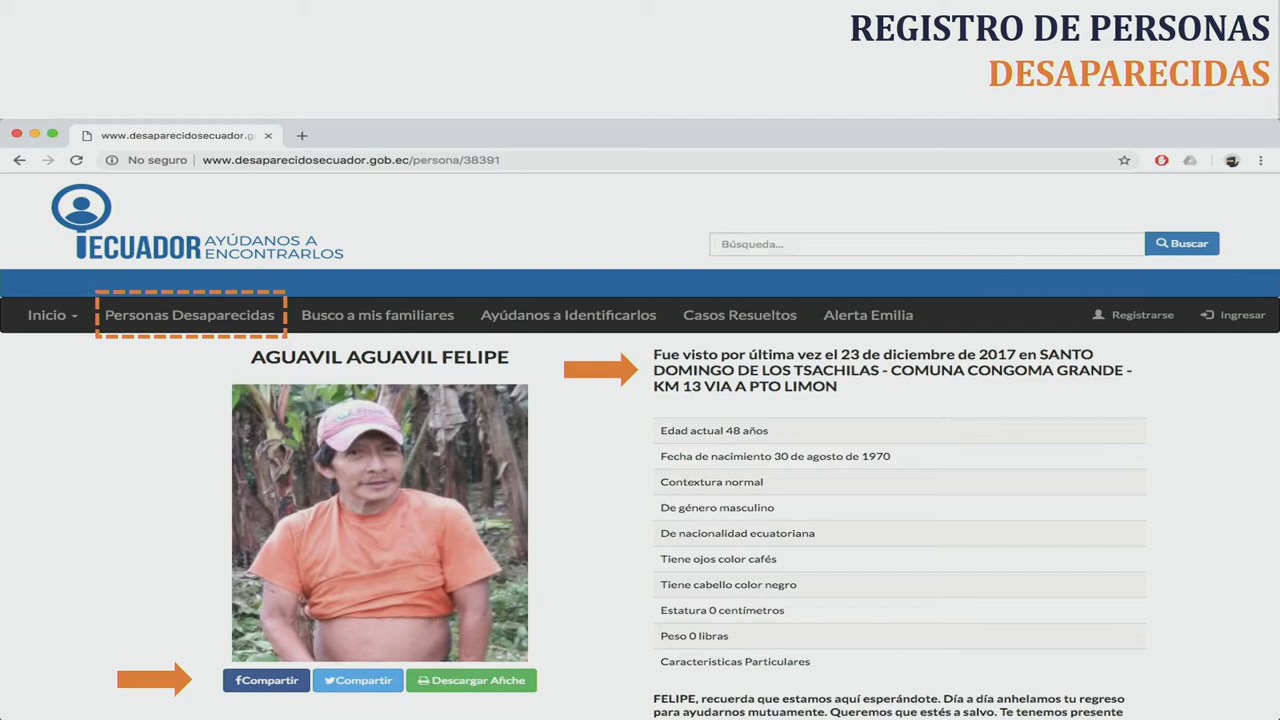 REGISTRO DE PERSONAS
DESAPARECIDAS
www.desaparecidosecuador.g
No seguro
www.desaparecidosecuador.gob.ec/persona/38391
ECUADOR
AYÚDANOS A
ENCONTRARLOS
Búsqueda...
Buscar
Inicio
Personas Desaparecidas
Busco a mis familiares
Ayúdanos a Identificarlos
Casos Resueltos
Alerta Emilia
Registrarse
Ingresar
AGUAVIL AGUAVIL FELIPE
Compartir
Compartir
Descargar Afiche
Fue visto por última vez el 23 de diciembre de 2017 en SANTO
DOMINGO DE LOS TSACHILAS - COMUNA CONGOMA GRANDE -
KM 13 VIA A PTO LIMON
Edad actual 48 años
Fecha de nacimiento 30 de agosto de 1970
Contextura normal
De género masculino
De nacionalidad ecuatoriana
Tiene ojos color cafés
Tiene cabello color negro
Estatura 0 centímetros
Peso 0 libras
Caracteristicas Particulares
FELIPE, recuerda que estamos aquí esperándote. Día a día anhelamos tu regreso
para ayudarnos mutuamente. Queremos que estés a salvo. Te tenemos presente